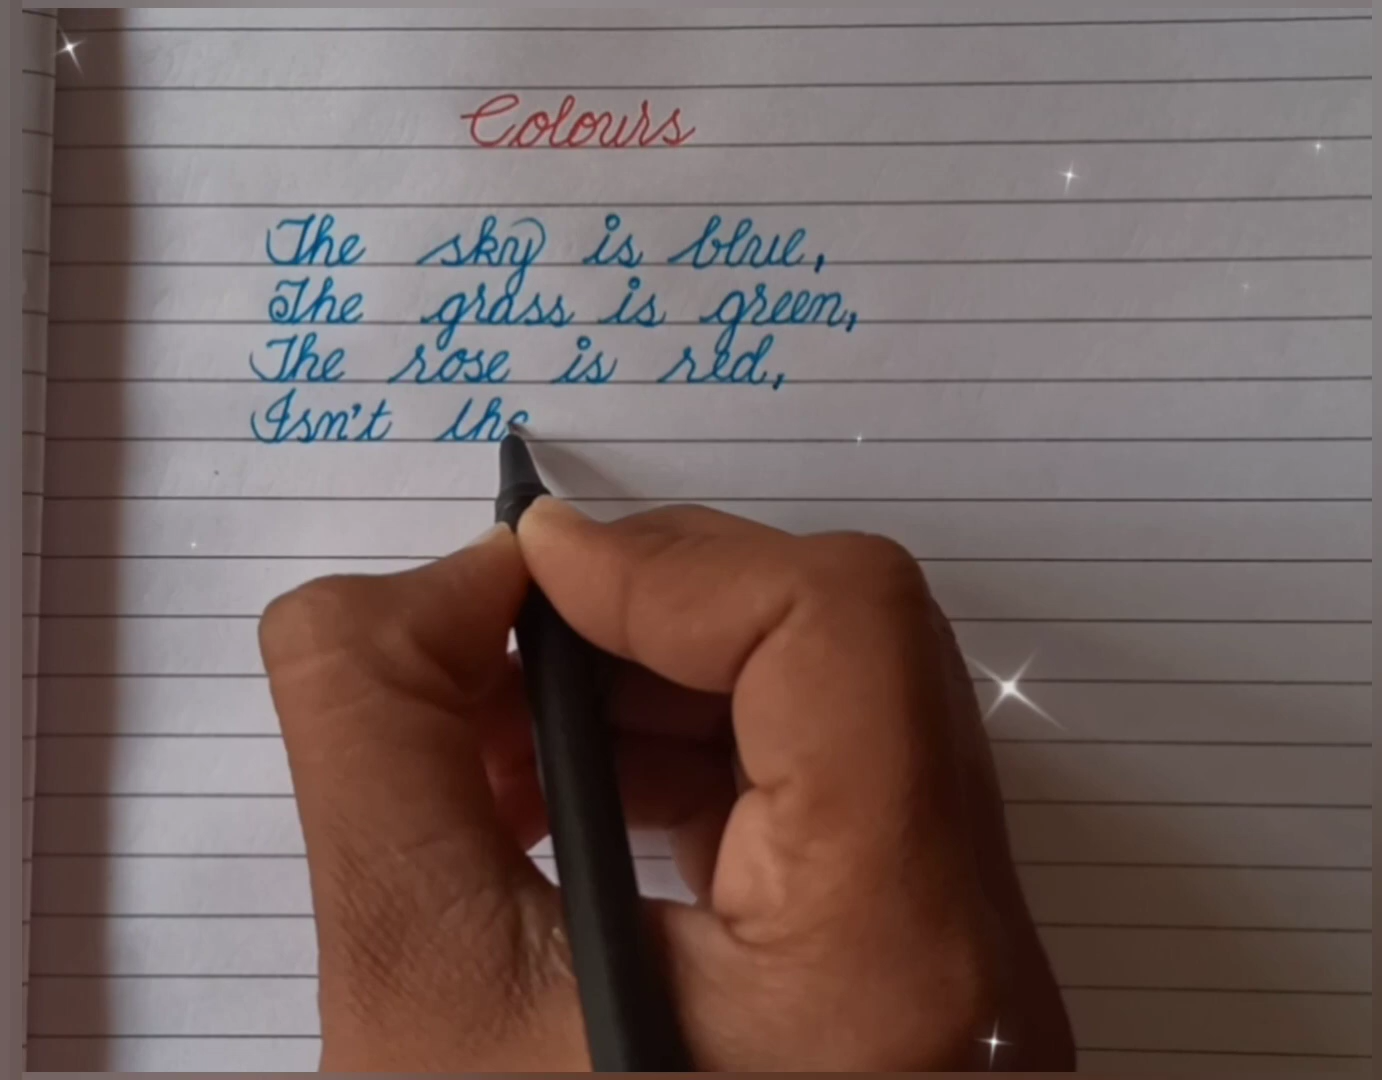 Colours
The sky is blue,
The grass is green,
The rose is red,
Isn't